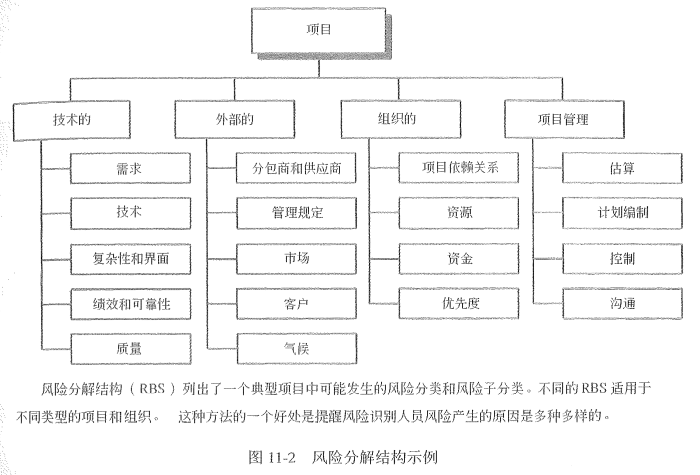 项目
技术的
外部的
组织的
项目管理
需求
分包商和供应商
项目依赖关系
估算
技术
管理规定
资源
计划编制
复杂性和界面
市场
资金
控制
绩效和可靠性
客户
优先度
沟通
质量
气候
风险分解结构（RBS）列出了一个典型项目中可能发生的风险分类和风险子分类。不同的RBS适用于
不同类型的项目和组织。 这种方法的一个好处是提醒风险识别人员风险产生的原因是多种多样的。
图 11-2 风险分解结构示例